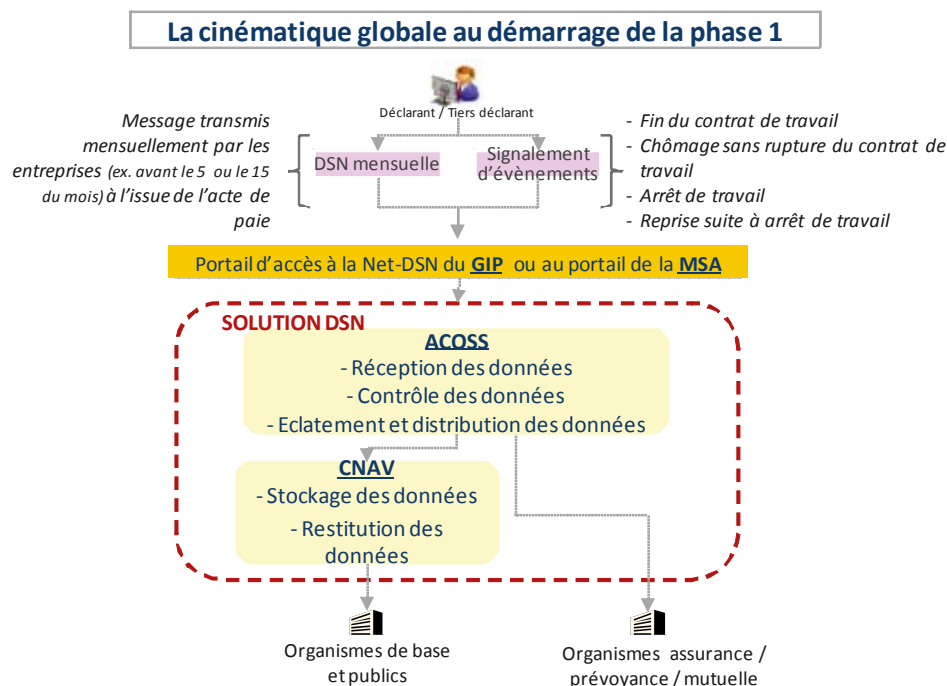 La cinématique globale au démarrage de la phase 1
Déclarant / Tiers déclarant
Message transmis
mensuellement par les
entreprises (ex. avant le 5 ou le 15
du mois) à l'issue de l'acte de
paie
DSN mensuelle
Signalement
d'évènements
- Fin du contrat de travail
- Chômage sans rupture du contrat de
travail
- Arrêt de travail
- Reprise suite à arrêt de travail
Portail d'accès à la Net-DSN du GIP ou au portail de la MSA
SOLUTION DSN
ACOSS
- Réception des données
- Contrôle des données
- Eclatement et distribution des données
CNAV
- Stockage des données
- Restitution des
données
Organismes de base
et publics
Organismes assurance /
prévoyance / mutuelle